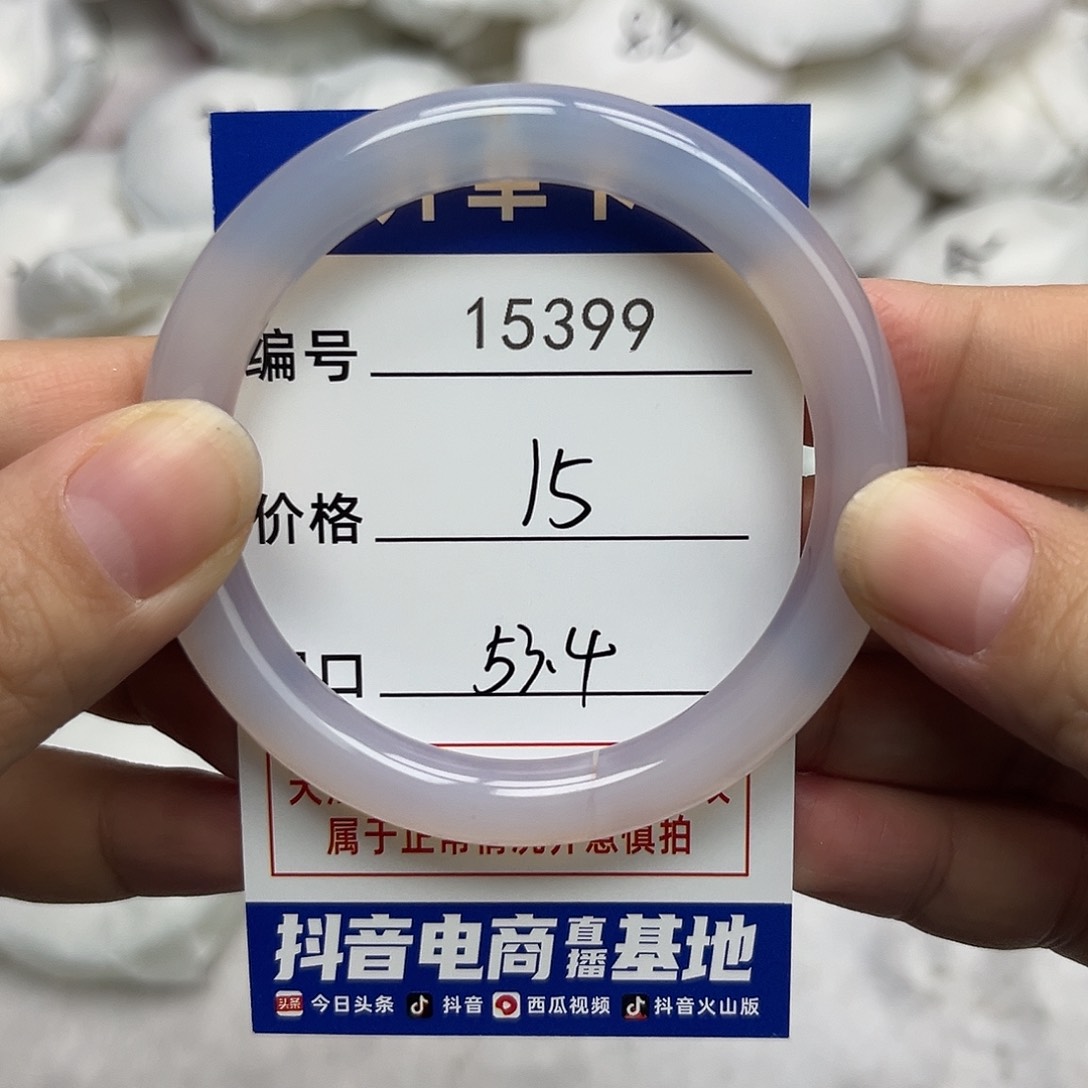 编号 15399
价格 15
口 53.4
属于正常情况介意慎拍
抖音电商直播基地
头条 今日头条 抖音 西瓜视频 抖音火山版